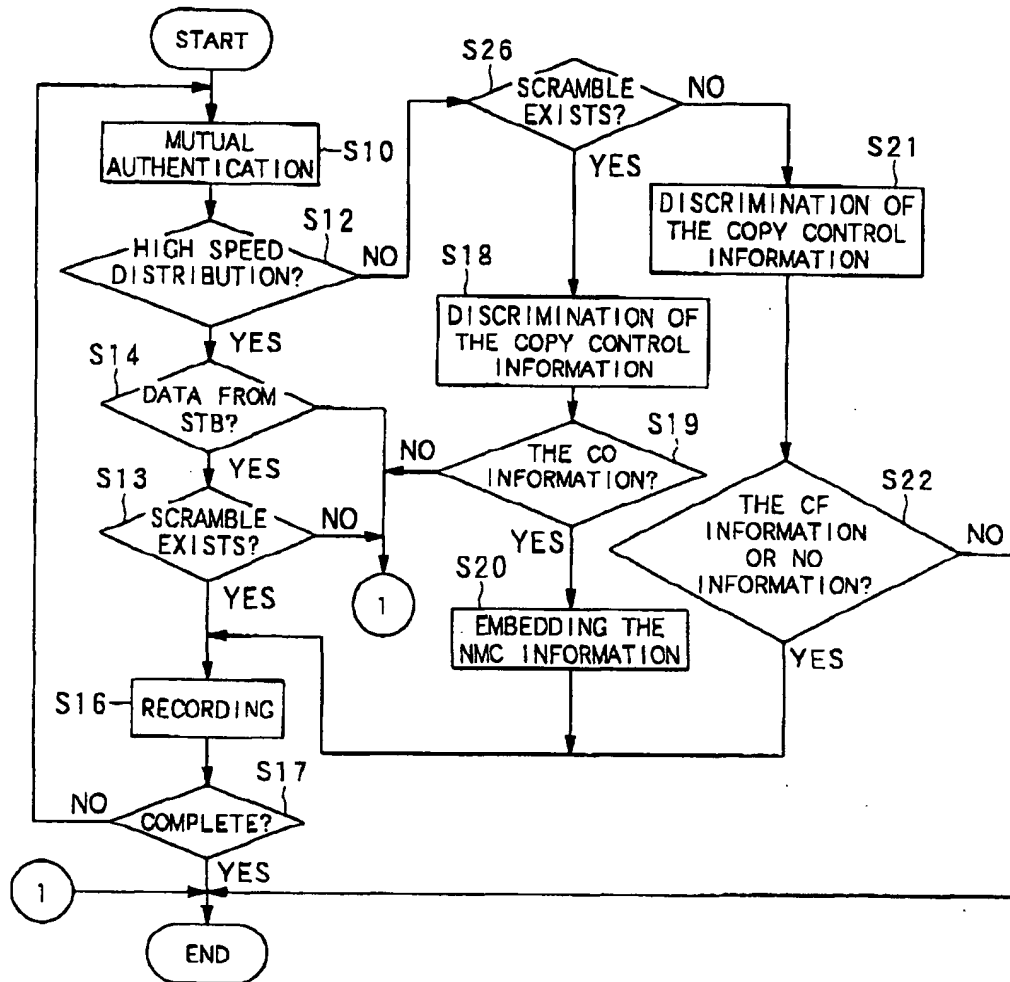 START
MUTUAL
AUTHENTICATION
S10
HIGH SPEED
DISTRIBUTION?
S12
NO
YES
S14
DATA FROM
STB?
YES
S13
SCRAMBLE
EXISTS?
NO
YES
1
S16
RECORDING
S17
NO
COMPLETE?
YES
1
END
S26
SCRAMBLE
EXISTS?
NO
YES
S18
DISCRIMINATION OF
THE COPY CONTROL
INFORMATION
S19
NO
THE CO
INFORMATION?
YES
S20
EMBEDDING THE
NMC INFORMATION
S21
DISCRIMINATION OF
THE COPY CONTROL
INFORMATION
S22
THE CF
INFORMATION
OR NO
INFORMATION?
NO
YES